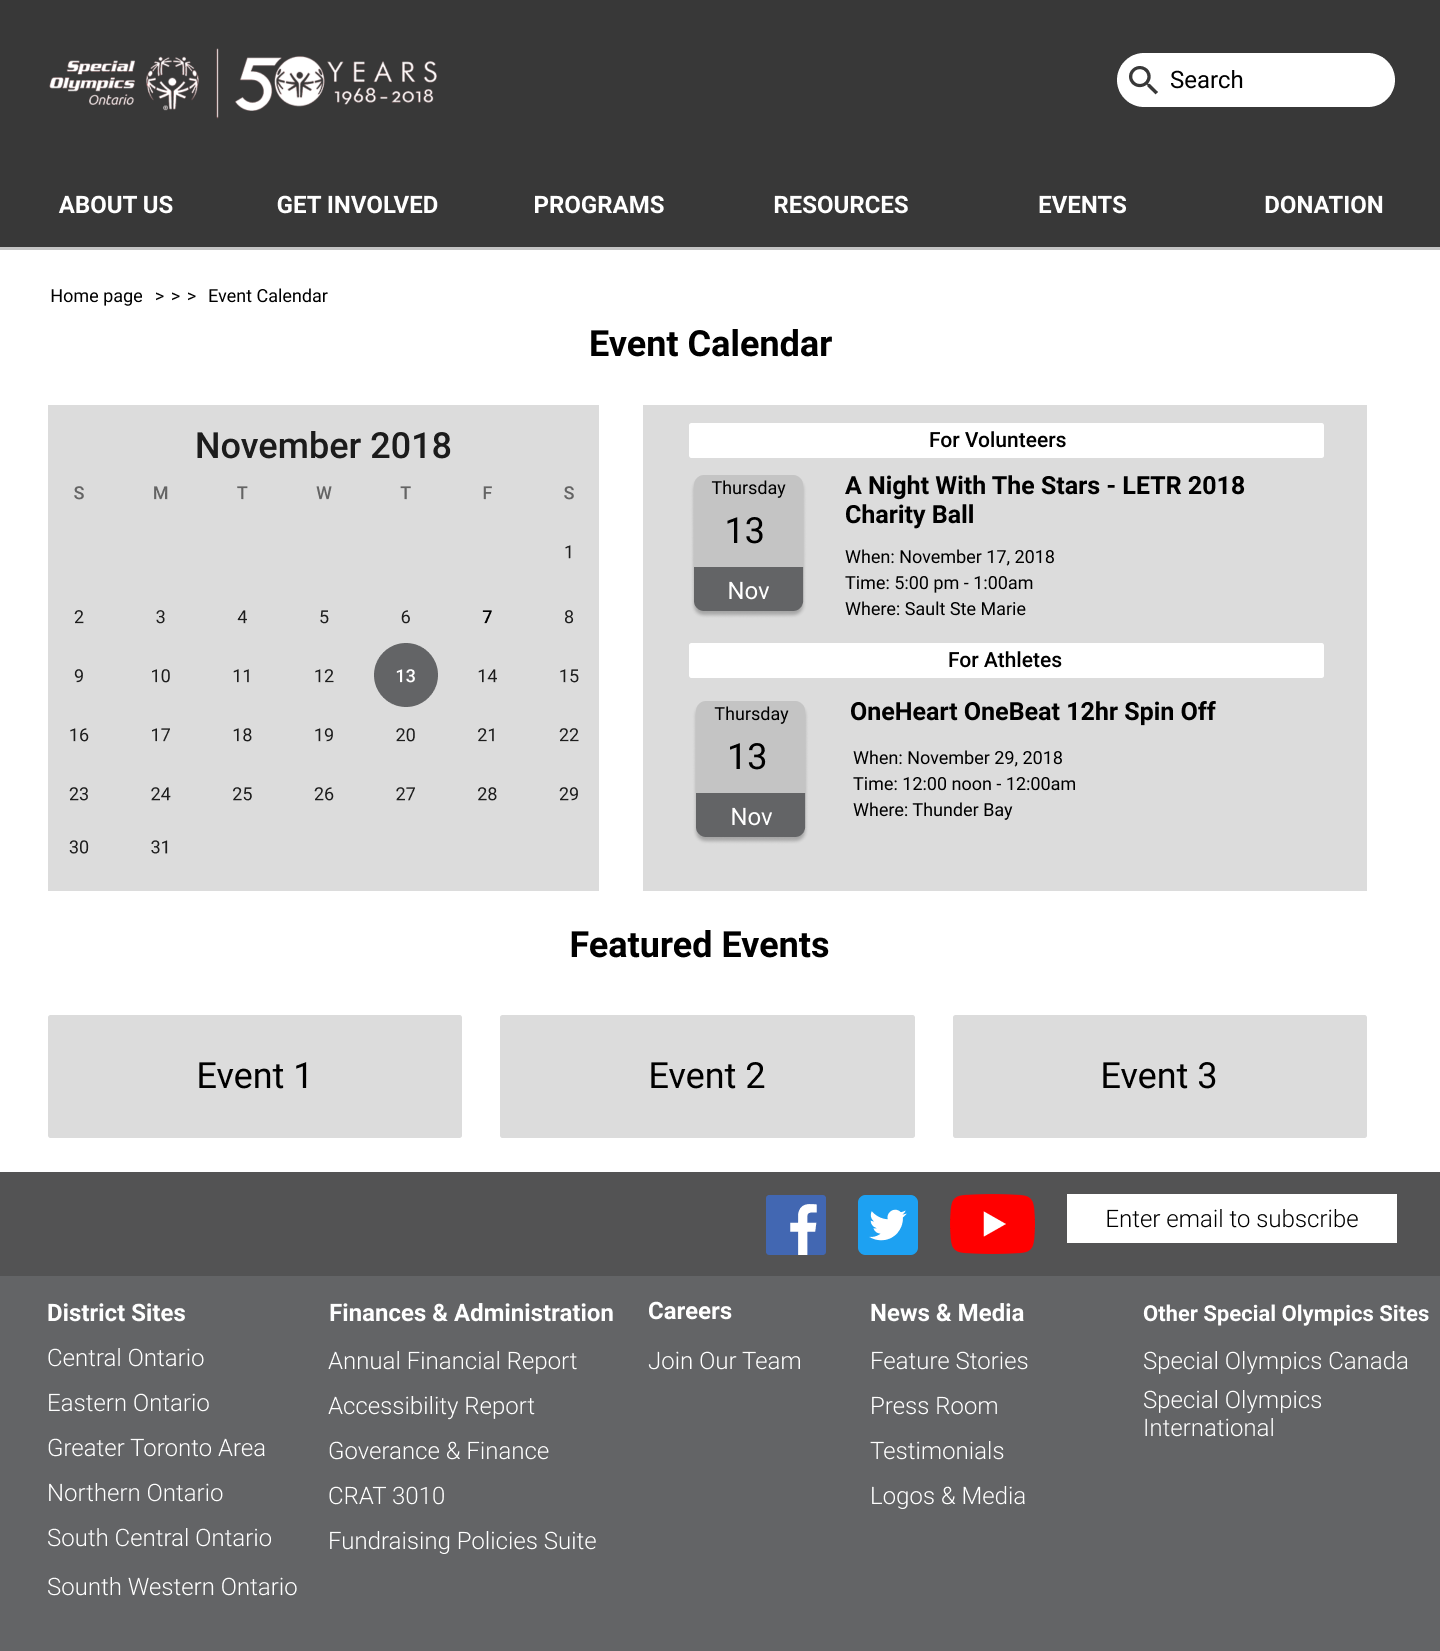 Special
Olympics
Ontario
50 YEARS
1968-2018
Search
ABOUT US GET INVOLVED PROGRAMS RESOURCES EVENTS DONATION
Home page > > > Event Calendar
Event Calendar
November 2018
S M T W T F S
1
2 3 4 5 6 7 8
9 10 11 12 13 14 15
16 17 18 19 20 21 22
23 24 25 26 27 28 29
30 31
For Volunteers
Thursday
13
Nov
A Night With The Stars - LETR 2018
Charity Ball
When: November 17, 2018
Time: 5:00 pm - 1:00am
Where: Sault Ste Marie
For Athletes
Thursday
13
Nov
OneHeart OneBeat 12hr Spin Off
When: November 29, 2018
Time: 12:00 noon - 12:00am
Where: Thunder Bay
Featured Events
Event 1
Event 2
Event 3
Enter email to subscribe
District Sites
Central Ontario
Eastern Ontario
Greater Toronto Area
Northern Ontario
South Central Ontario
Sounth Western Ontario
Finances & Administration
Annual Financial Report
Accessibility Report
Goverance & Finance
CRAT 3010
Fundraising Policies Suite
Careers
Join Our Team
News & Media
Feature Stories
Press Room
Testimonials
Logos & Media
Other Special Olympics Sites
Special Olympics Canada
Special Olympics
International